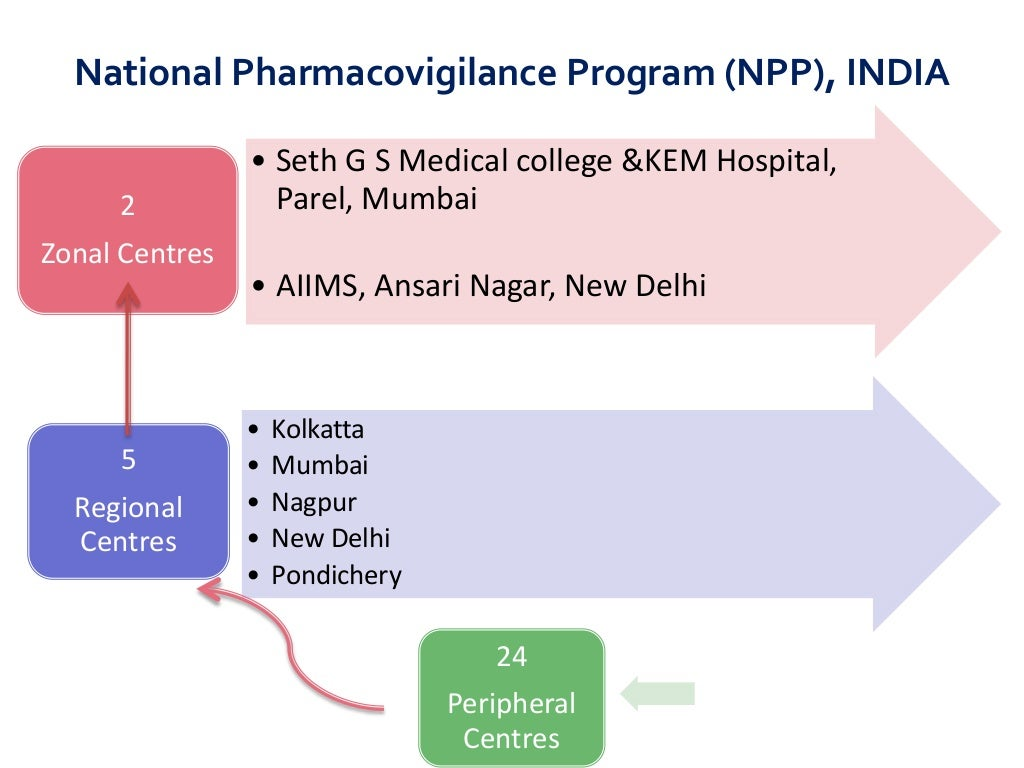 National Pharmacovigilance Program (NPP), INDIA
2
Zonal Centres
• Seth G S Medical college &KEM Hospital,
Parel, Mumbai
• AIIMS, Ansari Nagar, New Delhi
5
Regional
Centres
• Kolkatta
• Mumbai
• Nagpur
• New Delhi
• Pondichery
24
Peripheral
Centres